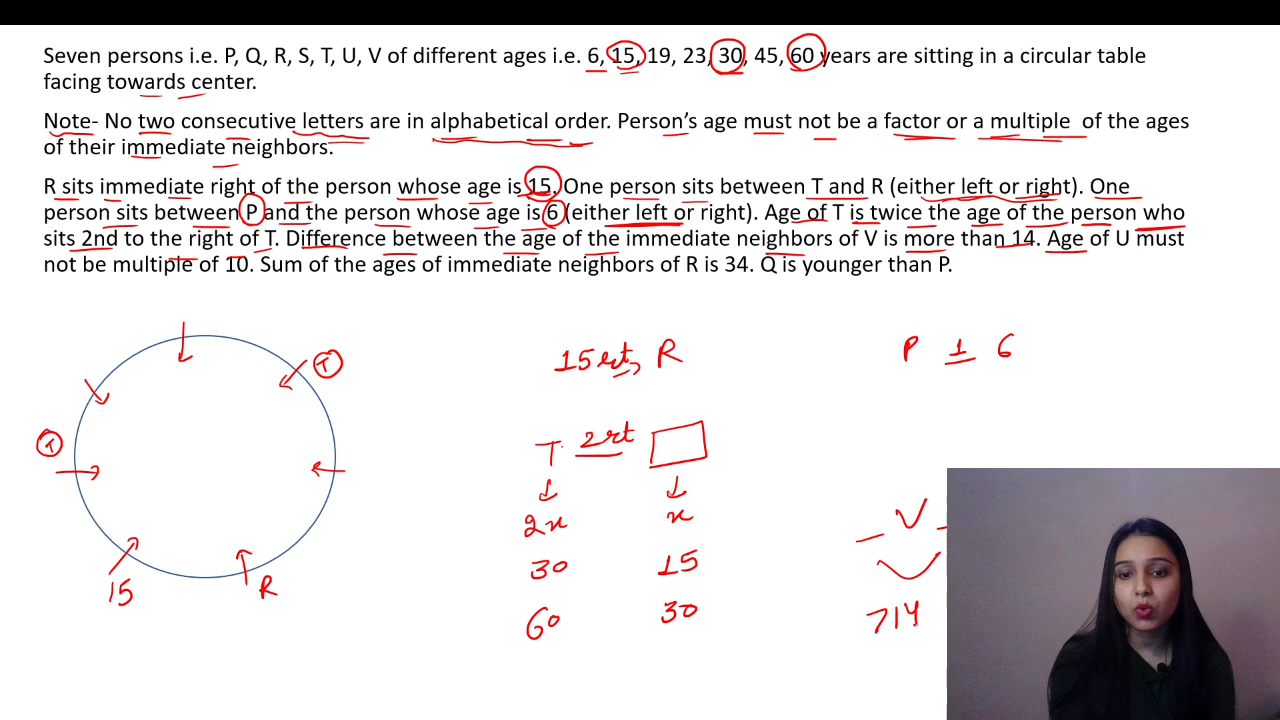 Seven persons i.e. P, Q, R, S, T, U, V of different ages i.e. 6, 15, 19, 23, 30, 45, 60 years are sitting in a circular table
facing towards center.
Note- No two consecutive letters are in alphabetical order. Person's age must not be a factor or a multiple of the ages
of their immediate neighbors.
R sits immediate right of the person whose age is 15. One person sits between T and R (either left or right). One
person sits between P and the person whose age is 6 (either left or right). Age of T is twice the age of the person who
sits 2nd to the right of T. Difference between the age of the immediate neighbors of V is more than 14. Age of U must
not be multiple of 10. Sum of the ages of immediate neighbors of R is 34. Q is younger than P.
T
T
15
R
15 rt, R
P 1 6
T 2rt
2x x
30 15
60 30
V
>14